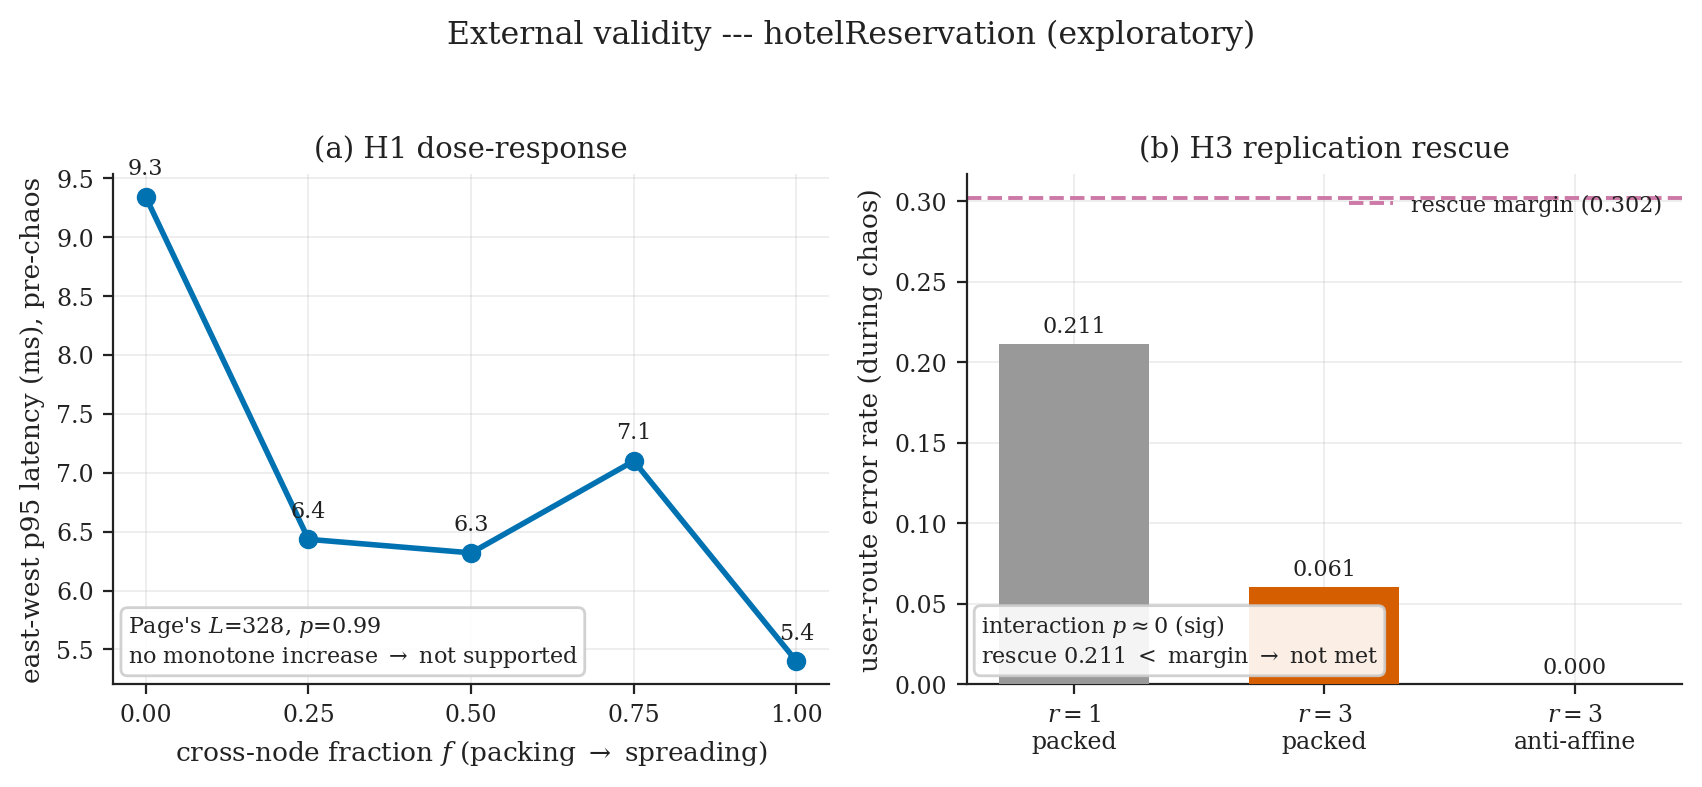 External validity --- hotelReservation (exploratory)
(a) H1 dose-response
east-west p95 latency (ms), pre-chaos
9.5
9.0
8.5
8.0
7.5
7.0
6.5
6.0
5.5
9.3
6.4
6.3
7.1
5.4
Page's L=328, p=0.99
no monotone increase → not supported
0.00 0.25 0.50 0.75 1.00
cross-node fraction f (packing → spreading)
(b) H3 replication rescue
user-route error rate (during chaos)
0.30
0.25
0.20
0.15
0.10
0.05
0.00
rescue margin (0.302)
0.211
0.061
0.000
interaction p≈0 (sig)
rescue 0.211 < margin → not met
r = 1
packed
r = 3
packed
r = 3
anti-affine